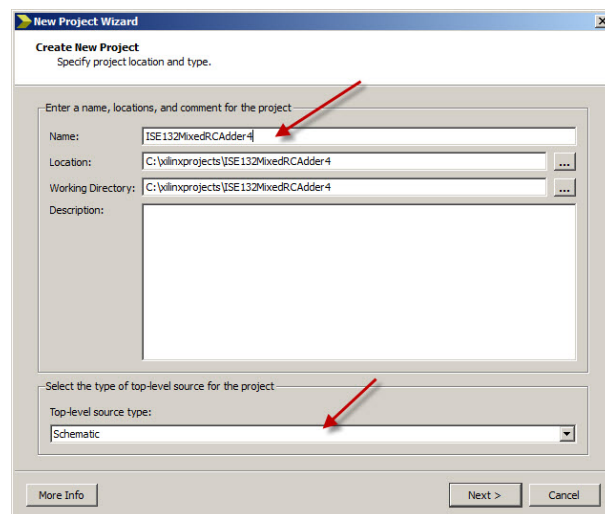 New Project Wizard
Create New Project
Specify project location and type.
Enter a name, locations, and comment for the project
Name: ISE132MixedRCAdder4
Location: C:\xilinxprojects\ISE132MixedRCAdder4 ...
Working Directory: C:\xilinxprojects\ISE132MixedRCAdder4 ...
Description:
Select the type of top-level source for the project
Top-level source type:
Schematic
More Info Next > Cancel